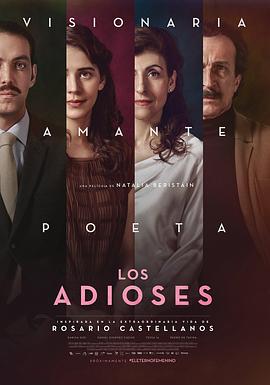 VISIONARIA
AMANTE
UNA PELÍCULA DE NATALIA BERISTAIN
POETA
LOS
ADIOSES
INSPIRADA EN LA EXTRAORDINARIA VIDA DE
ROSARIO CASTELLANOS
PRÓXIMAMENTE #ELETERNOFEMENINO